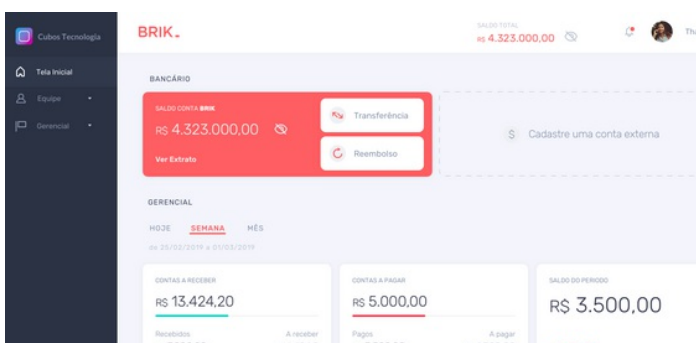 Cubos Tecnologia
BRIK.
SALDO TOTAL
R$ 4.323.000,00
Tha
Tela Inicial
Equipe
Gerencial
BANCÁRIO
SALDO CONTA BRIK
R$ 4.323.000,00
Ver Extrato
Transferência
Reembolso
$ Cadastre uma conta externa
GERENCIAL
HOJE SEMANA MÊS
de 25/02/2019 a 01/03/2019
CONTAS A RECEBER
R$ 13.424,20
Recebidos A receber
CONTAS A PAGAR
R$ 5.000,00
Pagos A pagar
SALDO DO PERIODO
R$ 3.500,00